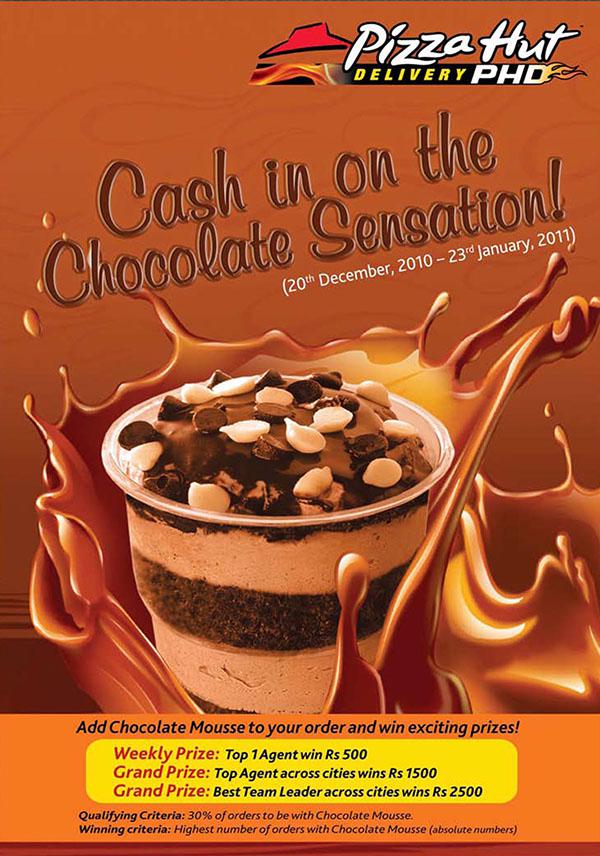 Pizza Hut
DELIVERY PHD
Cash in on the
Chocolate Sensation!
(20th December, 2010 – 23rd January, 2011)
Add Chocolate Mousse to your order and win exciting prizes!
Weekly Prize: Top 1 Agent win Rs 500
Grand Prize: Top Agent across cities wins Rs 1500
Grand Prize: Best Team Leader across cities wins Rs 2500
Qualifying Criteria: 30% of orders to be with Chocolate Mousse.
Winning criteria: Highest number of orders with Chocolate Mousse (absolute numbers)